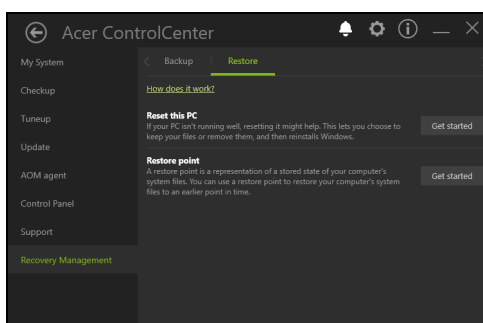 Acer ControlCenter
My System
Checkup
Tuneup
Update
AOM agent
Control Panel
Support
Recovery Management
Backup
Restore
How does it work?
Reset this PC
If your PC isn't running well, resetting it might help. This lets you choose to
keep your files or remove them, and then reinstalls Windows.
Get started
Restore point
A restore point is a representation of a stored state of your computer's
system files. You can use a restore point to restore your computer's system
files to an earlier point in time.
Get started